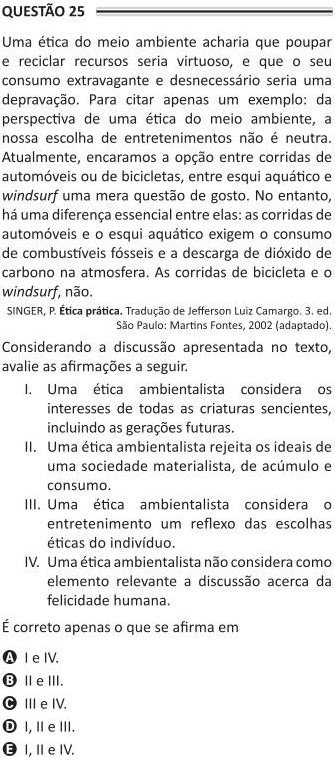 QUESTÃO 25
Uma ética do meio ambiente acharia que poupar
e reciclar recursos seria virtuoso, e que o seu
consumo extravagante e desnecessário seria uma
depravação. Para citar apenas um exemplo: da
perspectiva de uma ética do meio ambiente, a
nossa escolha de entretenimentos não é neutra.
Atualmente, encaramos a opção entre corridas de
automóveis ou de bicicletas, entre esqui aquático e
windsurf uma mera questão de gosto. No entanto,
há uma diferença essencial entre elas: as corridas de
automóveis e o esqui aquático exigem o consumo
de combustíveis fósseis e a descarga de dióxido de
carbono na atmosfera. As corridas de bicicleta e o
windsurf, não.
SINGER, P. Ética prática. Tradução de Jefferson Luiz Camargo. 3. ed.
São Paulo: Martins Fontes, 2002 (adaptado).
Considerando a discussão apresentada no texto,
avalie as afirmações a seguir.
I. Uma ética ambientalista considera os
interesses de todas as criaturas sencientes,
incluindo as gerações futuras.
II. Uma ética ambientalista rejeita os ideais de
uma sociedade materialista, de acúmulo e
consumo.
III. Uma ética ambientalista considera o
entretenimento um reflexo das escolhas
éticas do indivíduo.
IV. Uma ética ambientalista não considera como
elemento relevante a discussão acerca da
felicidade humana.
É correto apenas o que se afirma em
A I e IV.
B II e III.
C III e IV.
D I, II e III.
E I, II e IV.